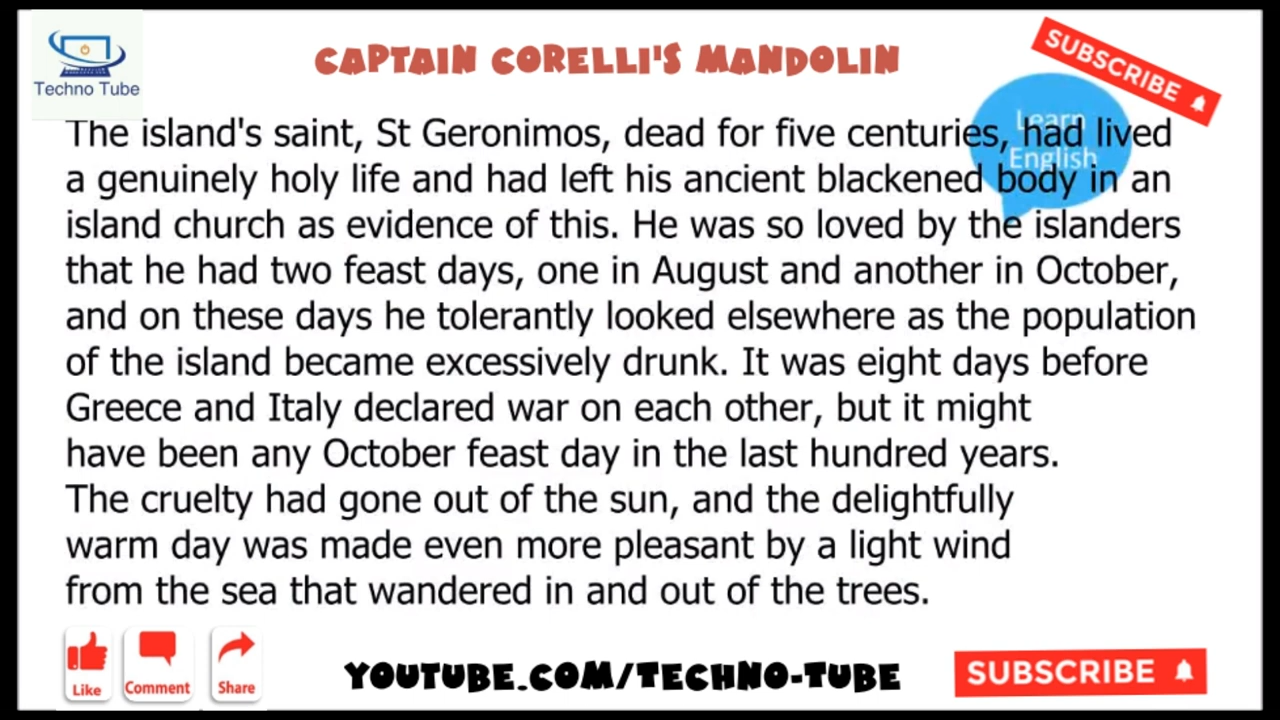 Techno Tube
CAPTAIN CORELLI'S MANDOLIN
SUBSCRIBE
Learn
English
The island's saint, St Geronimos, dead for five centuries, had lived
a genuinely holy life and had left his ancient blackened body in an
island church as evidence of this. He was so loved by the islanders
that he had two feast days, one in August and another in October,
and on these days he tolerantly looked elsewhere as the population
of the island became excessively drunk. It was eight days before
Greece and Italy declared war on each other, but it might
have been any October feast day in the last hundred years.
The cruelty had gone out of the sun, and the delightfully
warm day was made even more pleasant by a light wind
from the sea that wandered in and out of the trees.
Like
Comment
Share
YOUTUBE.COM/TECHNO-TUBE
SUBSCRIBE